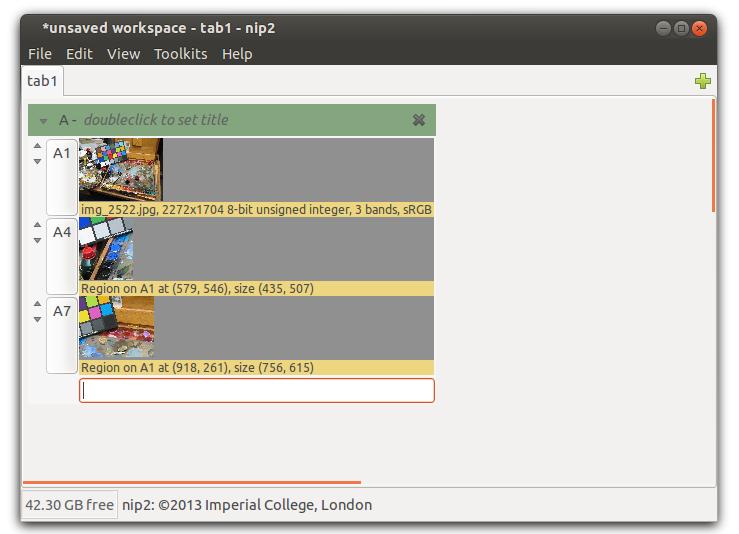 *unsaved workspace - tab1 - nip2
File Edit View Toolkits Help
tab1
A - doubleclick to set title
A1
img_2522.jpg, 2272x1704 8-bit unsigned integer, 3 bands, sRGB
A4
Region on A1 at (579, 546), size (435, 507)
A7
Region on A1 at (918, 261), size (756, 615)
42.30 GB free nip2: ©2013 Imperial College, London